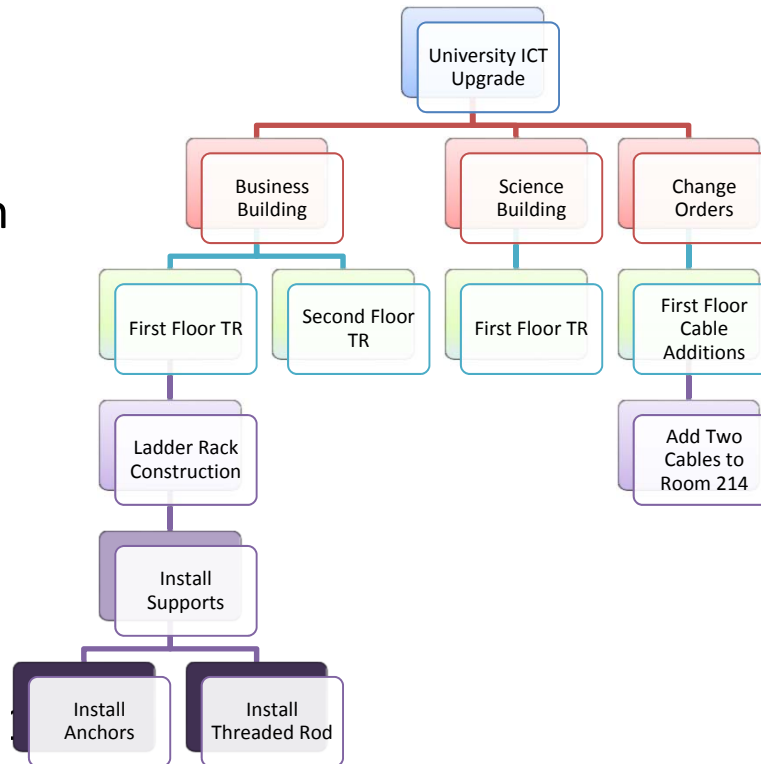 University ICT
Upgrade
Business
Building
Science
Building
Change
Orders
First Floor TR
Second Floor
TR
First Floor TR
First Floor
Cable
Additions
Ladder Rack
Construction
Add Two
Cables to
Room 214
Install
Supports
Install
Anchors
Install
Threaded Rod